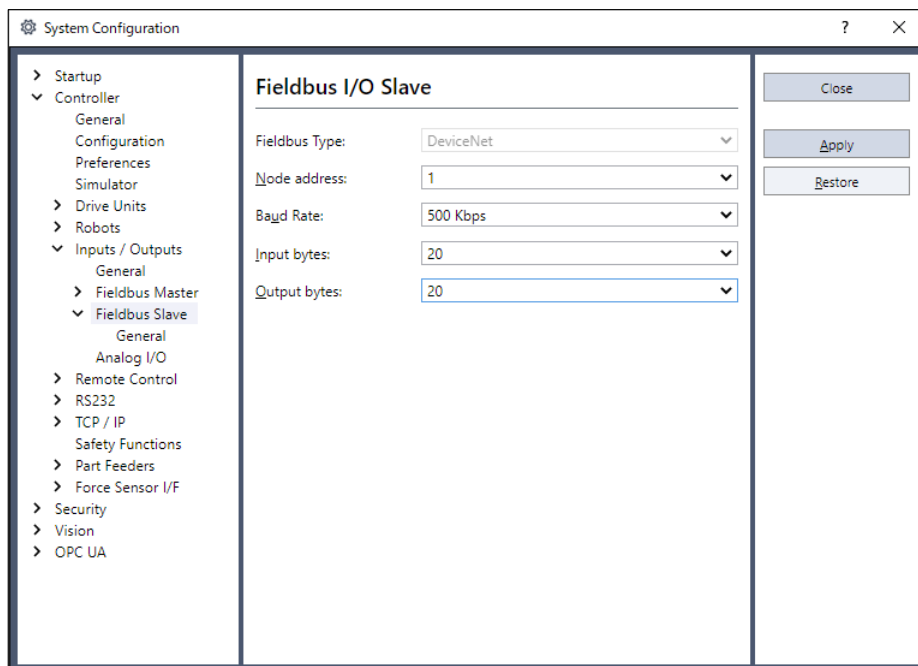 System Configuration
?
Startup
Controller
General
Configuration
Preferences
Simulator
Drive Units
Robots
Inputs / Outputs
General
Fieldbus Master
Fieldbus Slave
General
Analog I/O
Remote Control
RS232
TCP / IP
Safety Functions
Part Feeders
Force Sensor I/F
Security
Vision
OPC UA
Fieldbus I/O Slave
Fieldbus Type: DeviceNet
Node address: 1
Baud Rate: 500 Kbps
Input bytes: 20
Output bytes: 20
Close
Apply
Restore